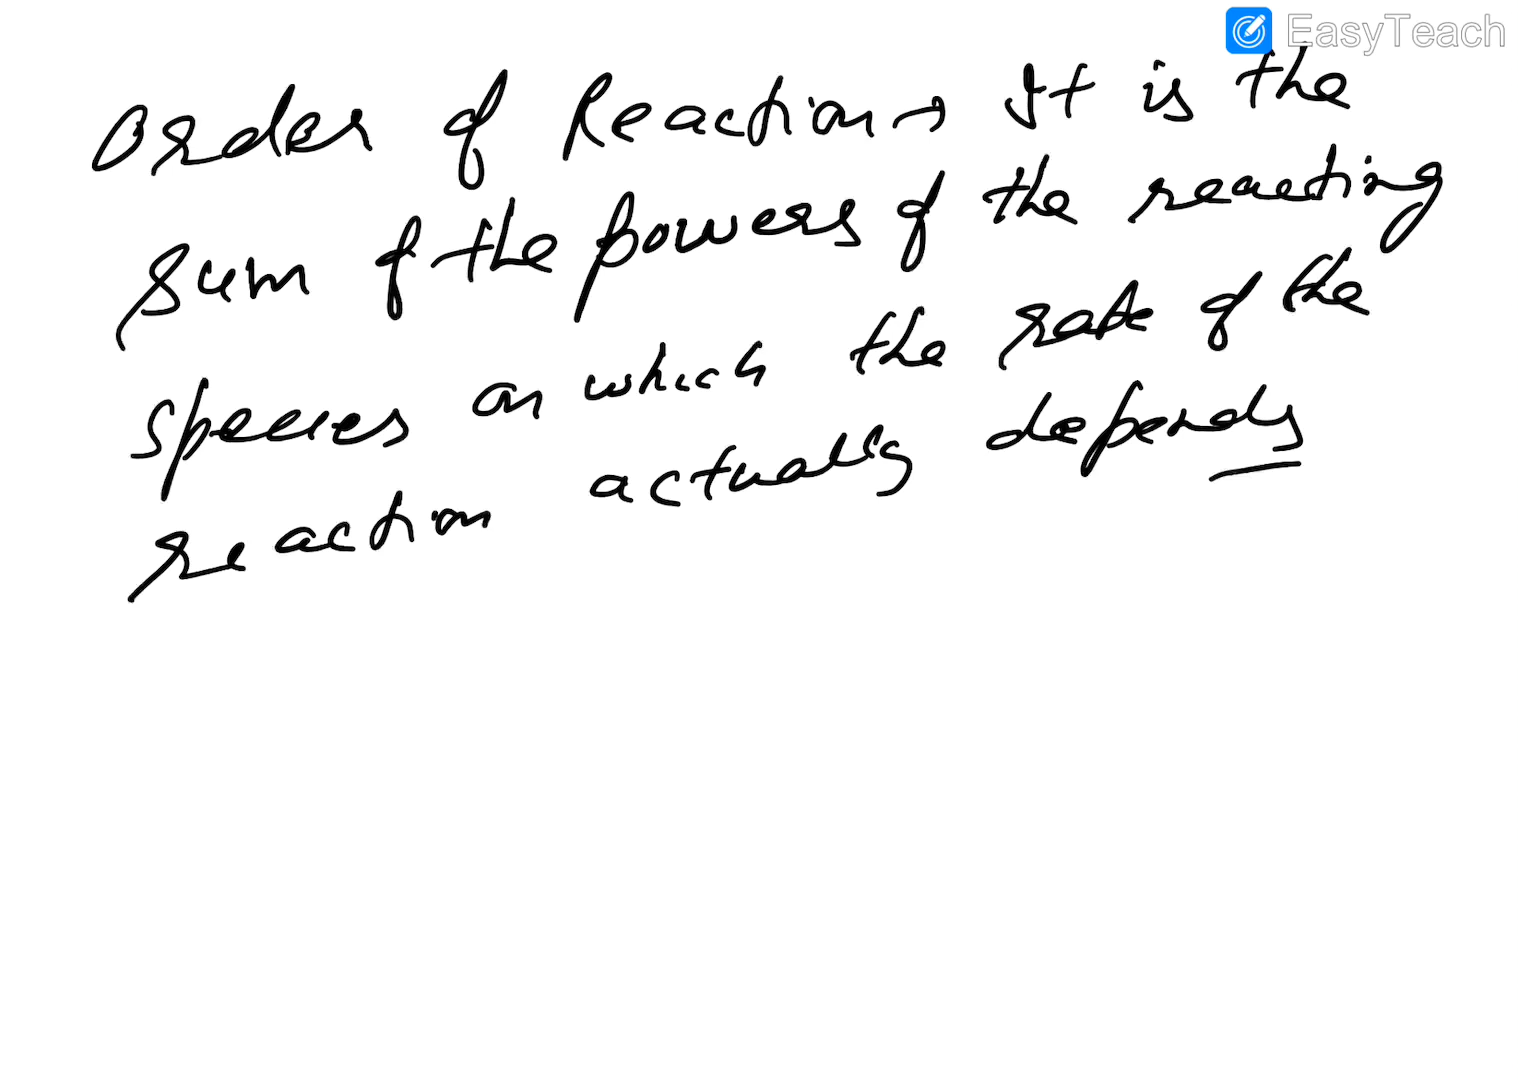 EasyTeach
Order of Reaction → It is the
sum of the powers of the reacting
species on which the rate of the
reaction actually depends